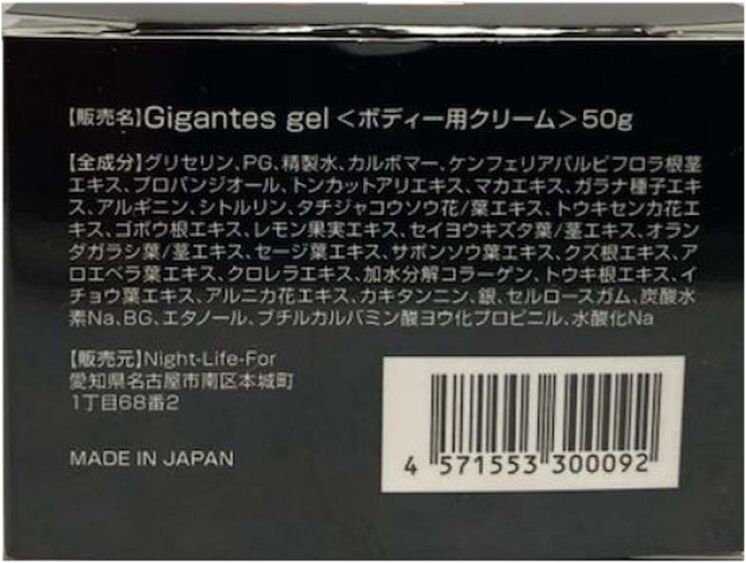 【販売名】Gigantes gel <ボディー用クリーム> 50g
【全成分】グリセリン、PG、精製水、カルボマー、ケンフェリアパルビフロラ根茎
エキス、プロパンジオール、トンカットアリエキス、マカエキス、ガラナ種子エキ
ス、アルギニン、シトルリン、タチジャコウソウ花/葉エキス、トウキンセンカ花エ
キス、ゴボウ根エキス、レモン果実エキス、セイヨウキズタ葉/茎エキス、オラン
ダガラシ葉/茎エキス、セージ葉エキス、サボンソウ葉エキス、クズ根エキス、ア
ロエベラ葉エキス、クロレラエキス、加水分解コラーゲン、トウキ根エキス、イ
チョウ葉エキス、アルニカ花エキス、カキタンニン、銀、セルロースガム、炭酸水
素Na、BG、エタノール、ブチルカルバミン酸ヨウ化プロピニル、水酸化Na
【販売元】Night-Life-For
愛知県名古屋市南区本城町
1丁目68番2
MADE IN JAPAN
4 571553 300092